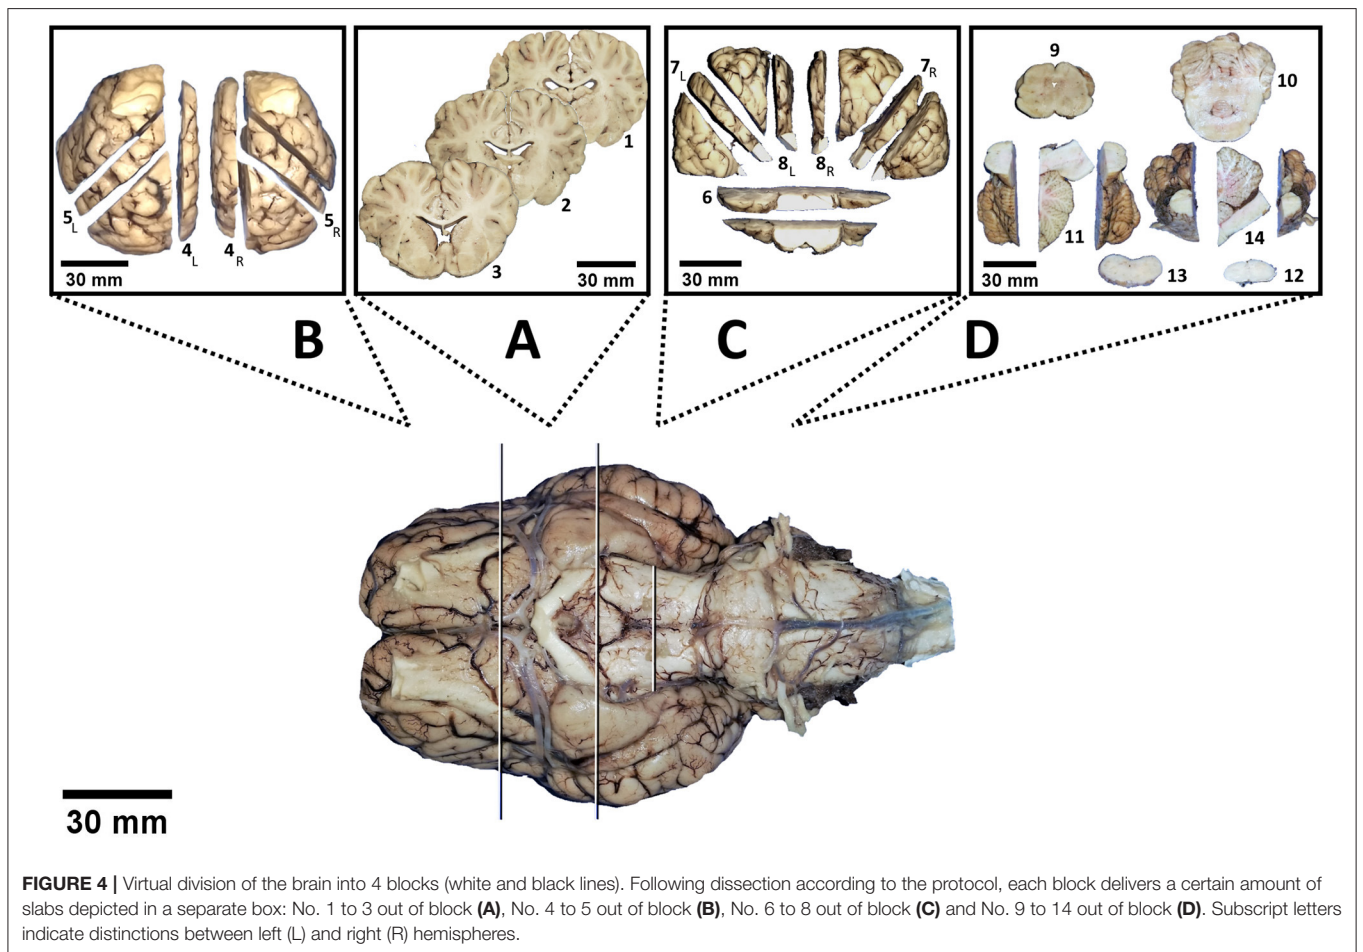 5L
4L
4R
5R
30 mm
1
2
3
30 mm
7L
7R
8L
8R
6
30 mm
9
10
11
14
13
12
30 mm
B
A
C
D
30 mm
FIGURE 4 | Virtual division of the brain into 4 blocks (white and black lines). Following dissection according to the protocol, each block delivers a certain amount of
slabs depicted in a separate box: No. 1 to 3 out of block (A), No. 4 to 5 out of block (B), No. 6 to 8 out of block (C) and No. 9 to 14 out of block (D). Subscript letters
indicate distinctions between left (L) and right (R) hemispheres.